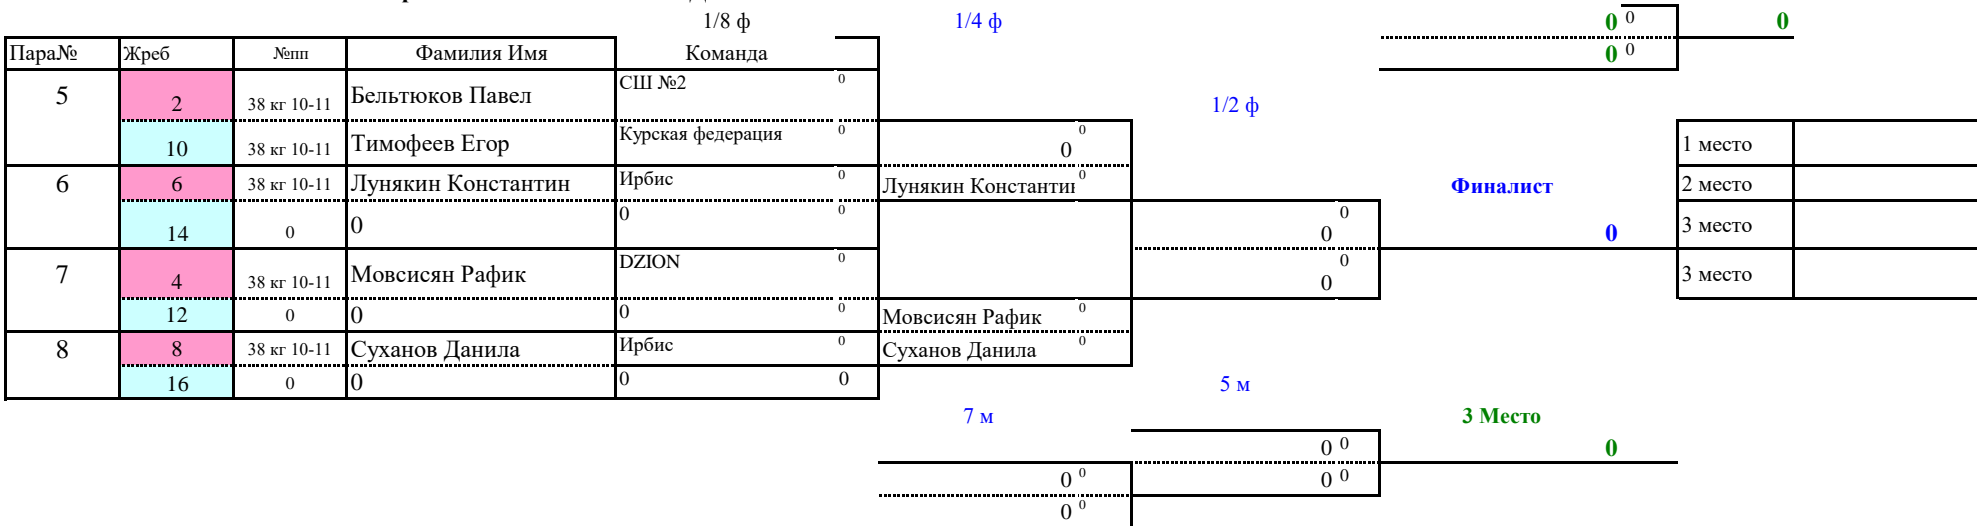 1/8 ф 1/4 ф 0 0 0
Пара№ Жреб №пп Фамилия Имя Команда 0 0
5 2 38 кг 10-11 Бельтюков Павел СШ №2 0 1/2 ф
10 38 кг 10-11 Тимофеев Егор Курская федерация 0 0 0 1 место
6 6 38 кг 10-11 Лунякин Константин Ирбис 0 Лунякин Константин 0 Финалист 2 место
14 0 0 0 0 0 0 0 3 место
7 4 38 кг 10-11 Мовсисян Рафик DZION 0 0 0 3 место
12 0 0 0 0 Мовсисян Рафик 0
8 8 38 кг 10-11 Суханов Данила Ирбис 0 Суханов Данила 0
16 0 0 0 0 5 м
7 м 3 Место
0 0 0
0 0 0 0
0 0